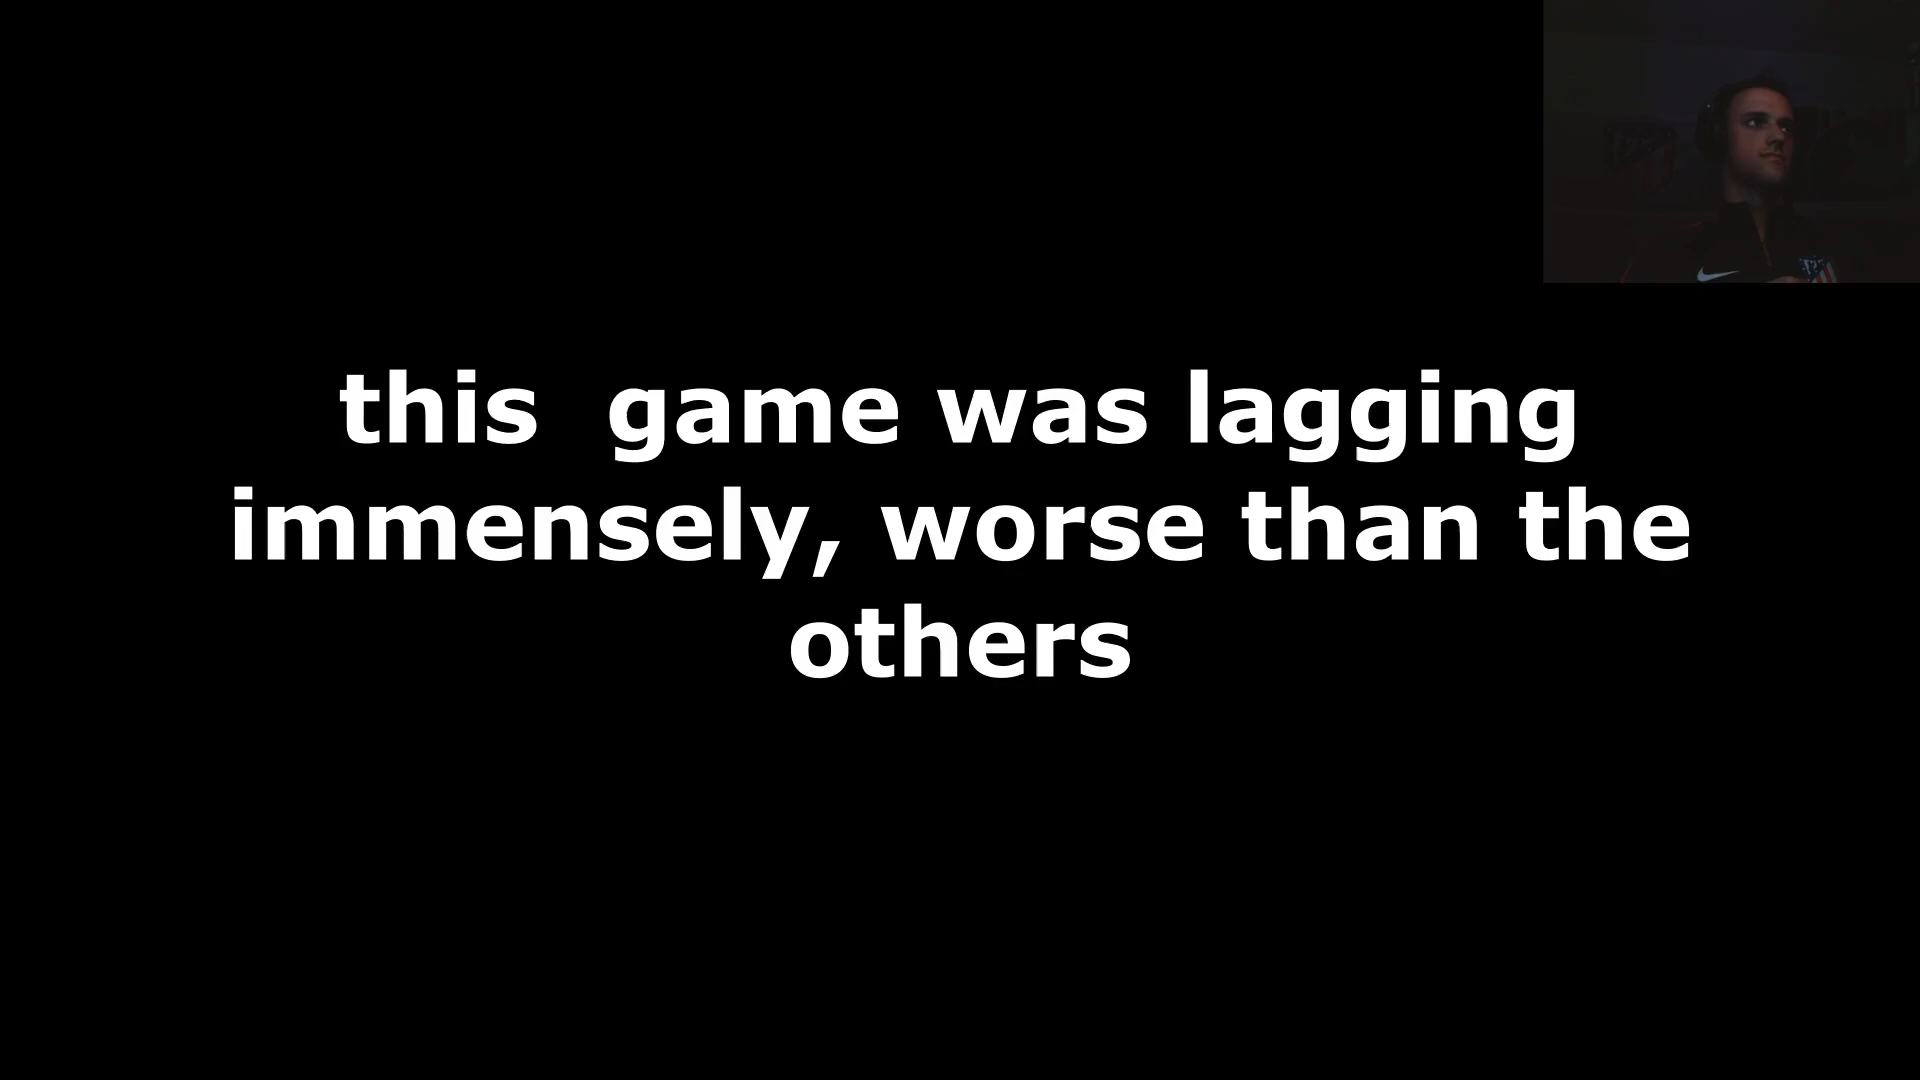 this  game was lagging
immensely, worse than the
others